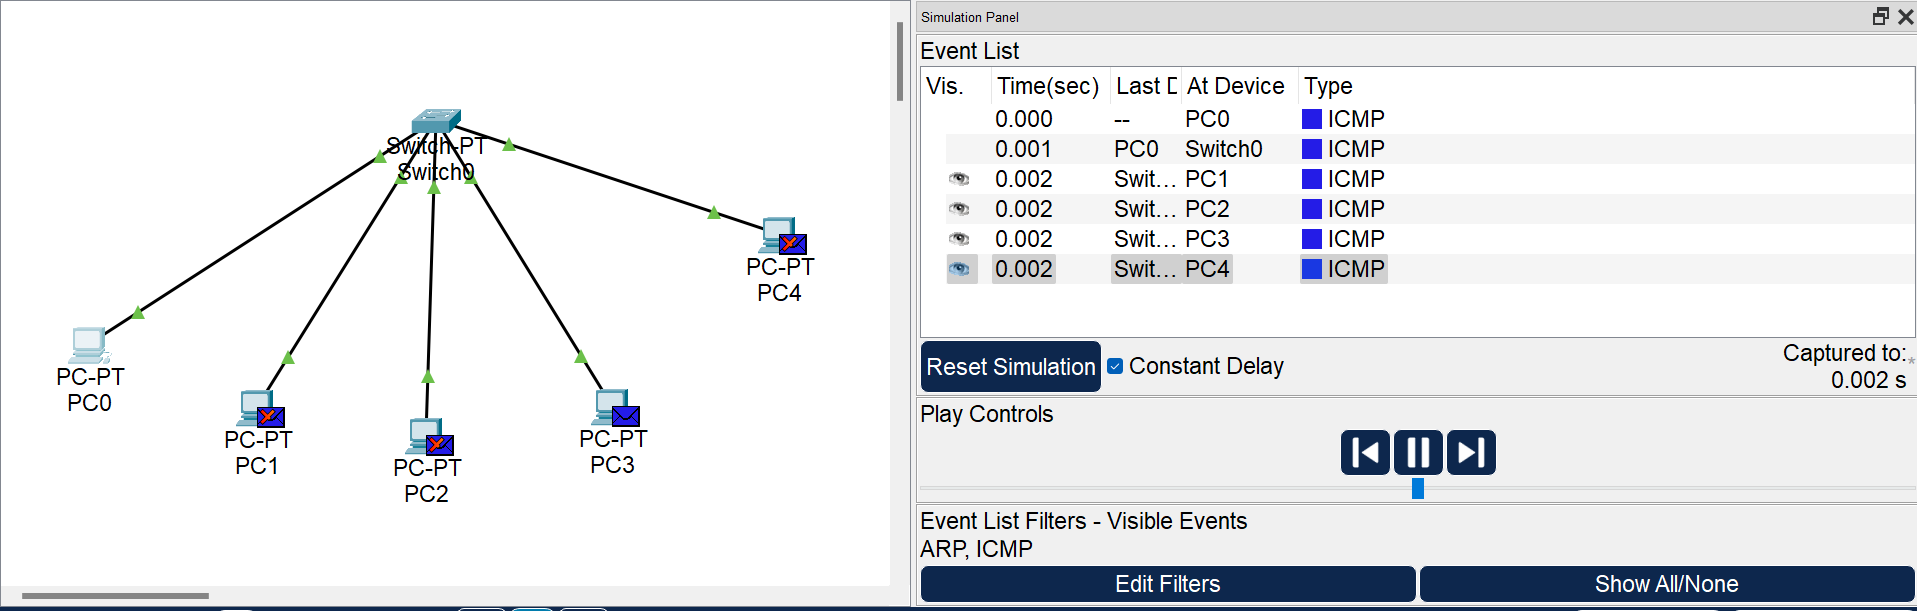 Switch-PT
Switch0
PC-PT
PC4
PC-PT
PC0
PC-PT
PC1
PC-PT
PC2
PC-PT
PC3
Simulation Panel
Event List
Vis. Time(sec) Last D At Device Type
0.000 -- PC0 ICMP
0.001 PC0 Switch0 ICMP
0.002 Swit... PC1 ICMP
0.002 Swit... PC2 ICMP
0.002 Swit... PC3 ICMP
0.002 Swit... PC4 ICMP
Reset Simulation Constant Delay
Captured to: *
0.002 s
Play Controls
Event List Filters - Visible Events
ARP, ICMP
Edit Filters Show All/None